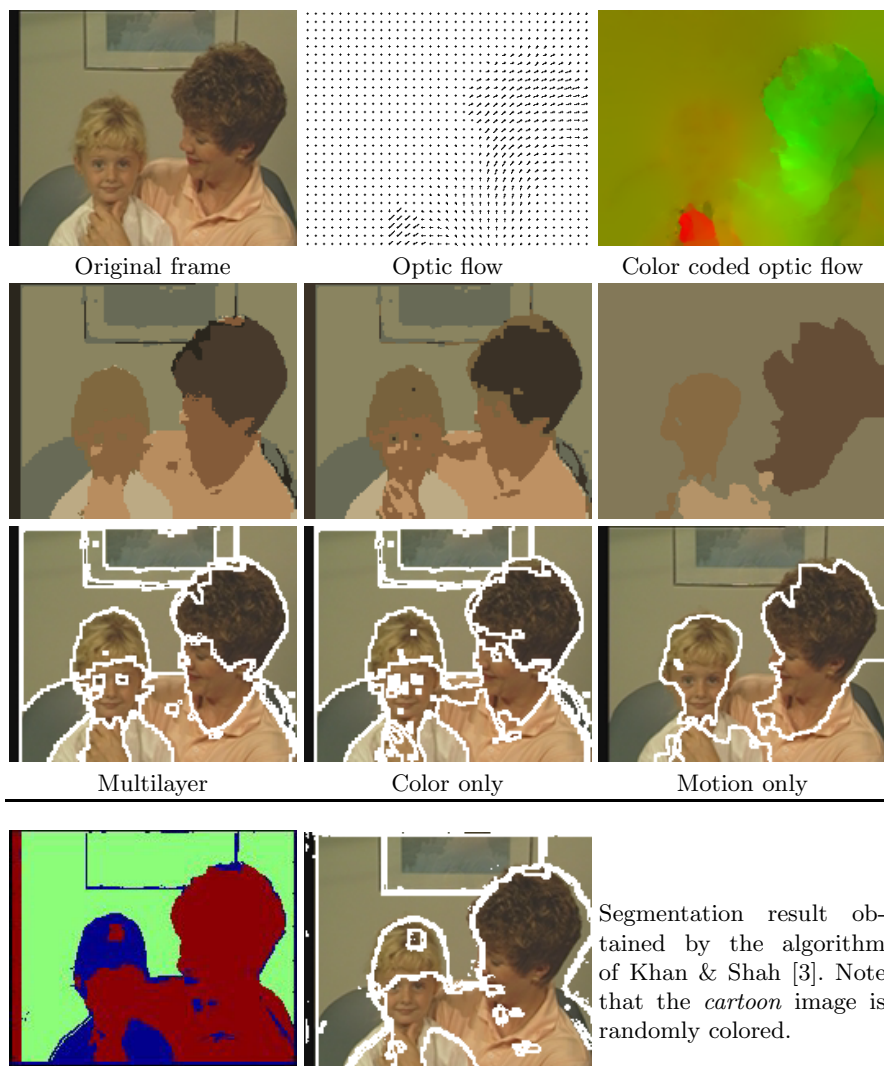 Original frame
Optic flow
Color coded optic flow
Multilayer
Color only
Motion only
Segmentation result ob-
tained by the algorithm
of Khan & Shah [3]. Note
that the cartoon image is
randomly colored.